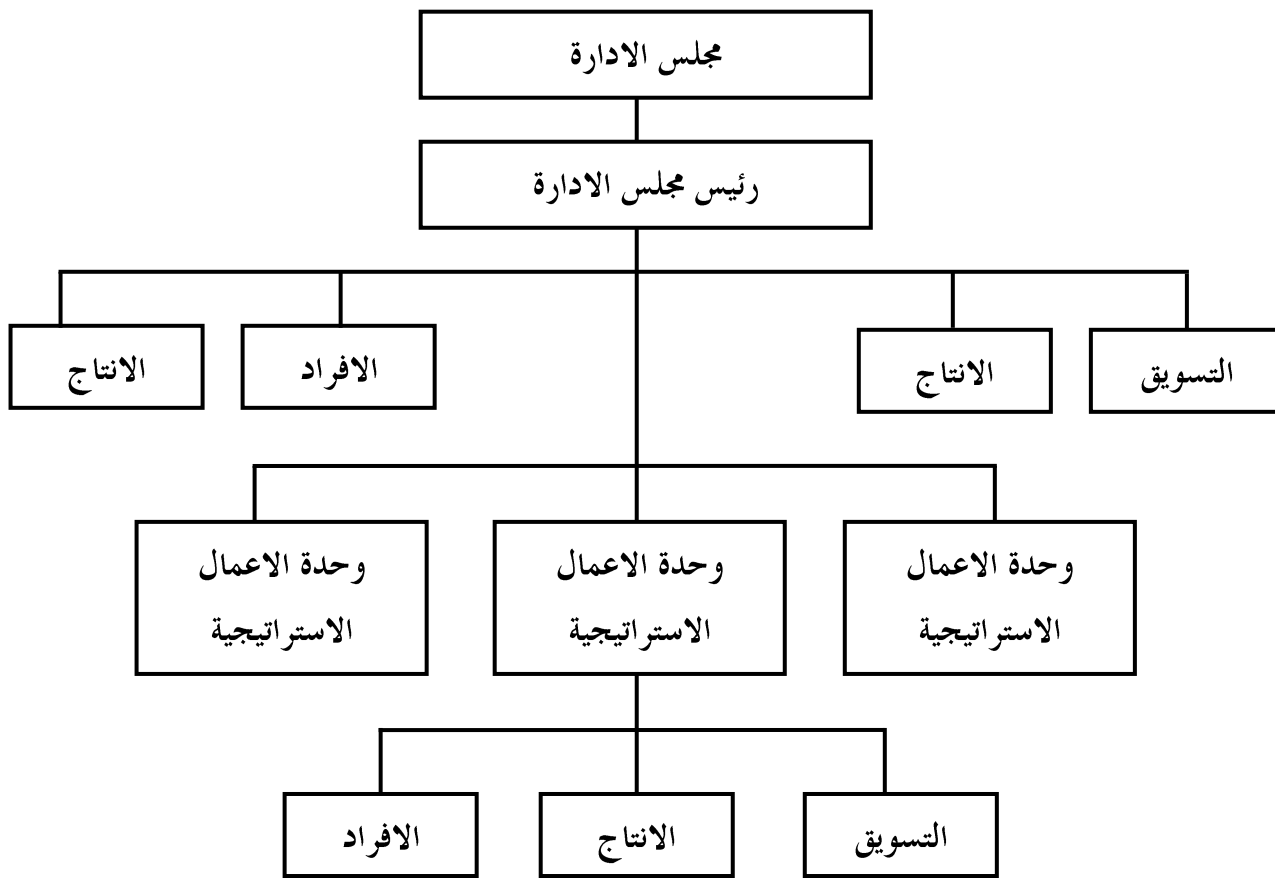 مجلس الادارة
رئيس مجلس الادارة
التسويق
الانتاج
الافراد
الانتاج
وحدة الاعمال
الاستراتيجية
وحدة الاعمال
الاستراتيجية
وحدة الاعمال
الاستراتيجية
التسويق
الانتاج
الافراد